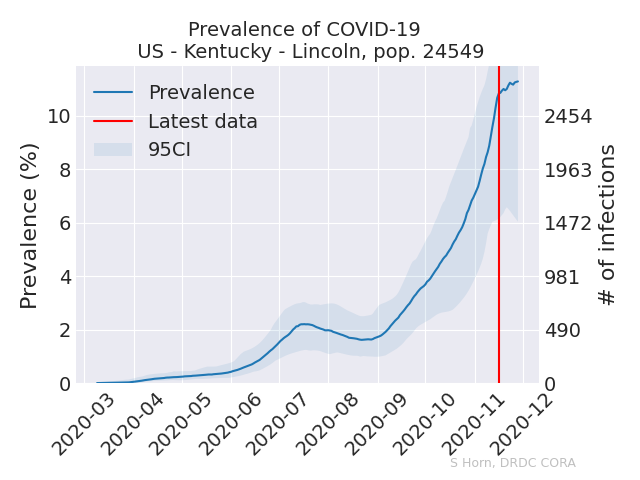 Prevalence of COVID-19
US - Kentucky - Lincoln, pop. 24549
Prevalence
Latest data
95CI
Prevalence (%)
10
8
6
4
2
0
2454
1963
1472
981
490
0
# of infections
2020-03
2020-04
2020-05
2020-06
2020-07
2020-08
2020-09
2020-10
2020-11
2020-12
S Horn, DRDC CORA